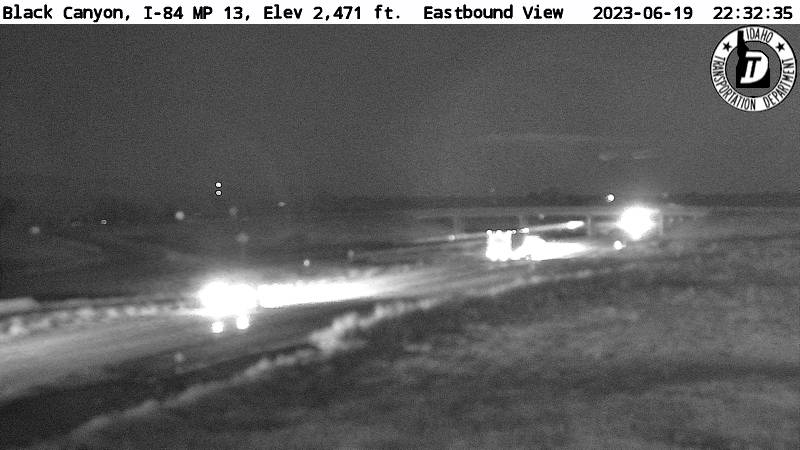 Black Canyon, I-84 MP 13, Elev 2,471 ft.  Eastbound View  2023-06-19  22:32:35
IDAHO
TRANSPORTATION DEPARTMENT